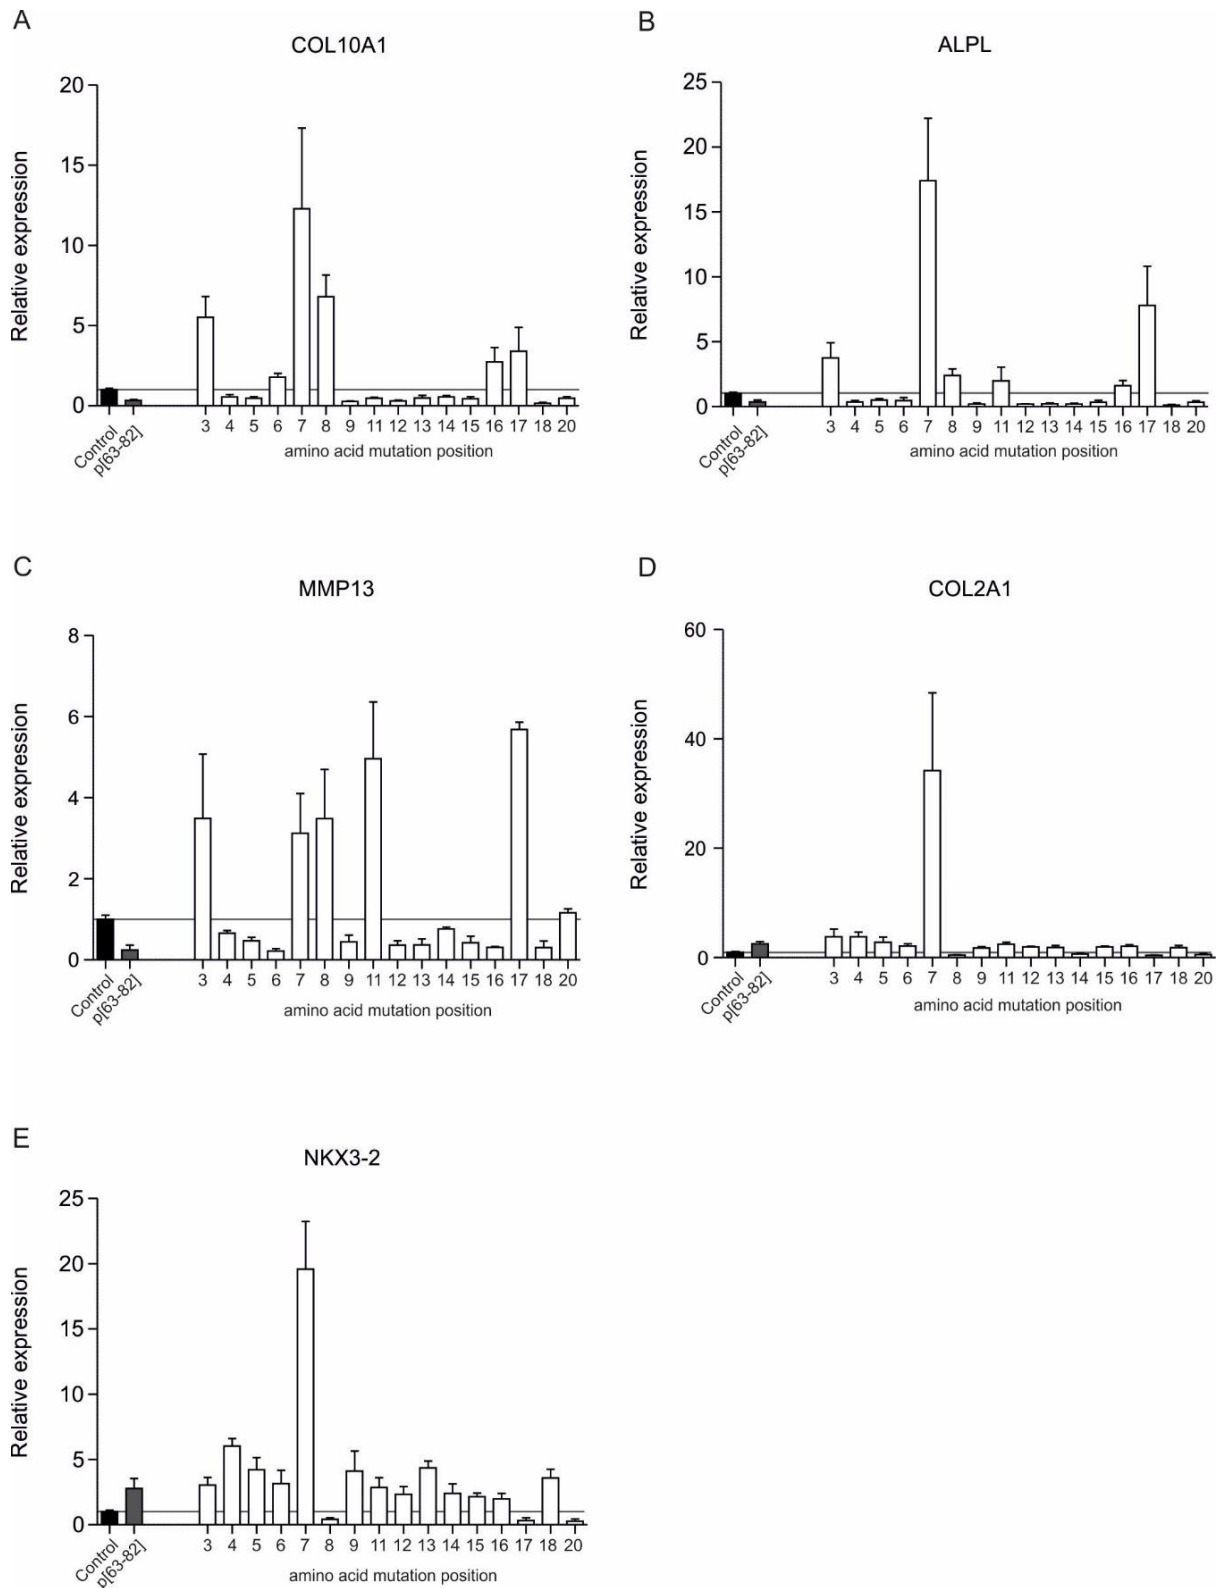 A
COL10A1
Relative expression
20
15
10
5
0
Control
p[63-82]
3 4 5 6 7 8 9 11 12 13 14 15 16 17 18 20
amino acid mutation position
B
ALPL
Relative expression
25
20
15
10
5
0
Control
p[63-82]
3 4 5 6 7 8 9 11 12 13 14 15 16 17 18 20
amino acid mutation position
C
MMP13
Relative expression
8
6
4
2
0
Control
p[63-82]
3 4 5 6 7 8 9 11 12 13 14 15 16 17 18 20
amino acid mutation position
D
COL2A1
Relative expression
60
40
20
0
Control
p[63-82]
3 4 5 6 7 8 9 11 12 13 14 15 16 17 18 20
amino acid mutation position
E
NKX3-2
Relative expression
25
20
15
10
5
0
Control
p[63-82]
3 4 5 6 7 8 9 11 12 13 14 15 16 17 18 20
amino acid mutation position